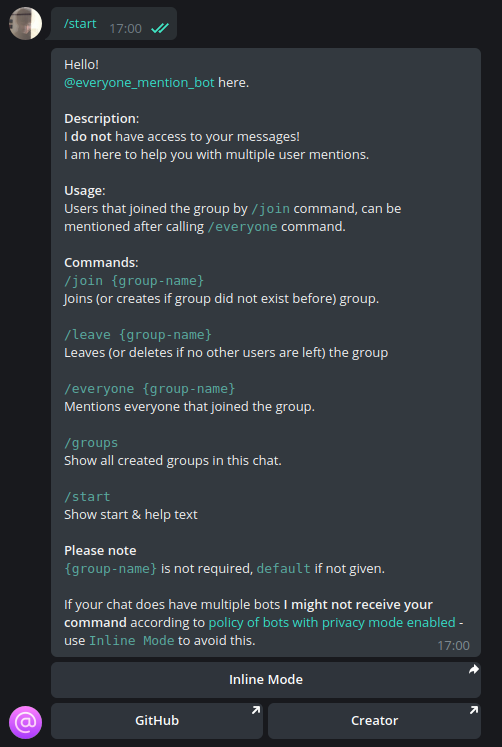 /start 17:00
Hello!
@everyone_mention_bot here.
Description:
I do not have access to your messages!
I am here to help you with multiple user mentions.
Usage:
Users that joined the group by /join command, can be
mentioned after calling /everyone command.
Commands:
/join {group-name}
Joins (or creates if group did not exist before) group.
/leave {group-name}
Leaves (or deletes if no other users are left) the group
/everyone {group-name}
Mentions everyone that joined the group.
/groups
Show all created groups in this chat.
/start
Show start & help text
Please note
{group-name} is not required, default if not given.
If your chat does have multiple bots I might not receive your
command according to policy of bots with privacy mode enabled -
use Inline Mode to avoid this.
17:00
Inline Mode
@
GitHub
Creator